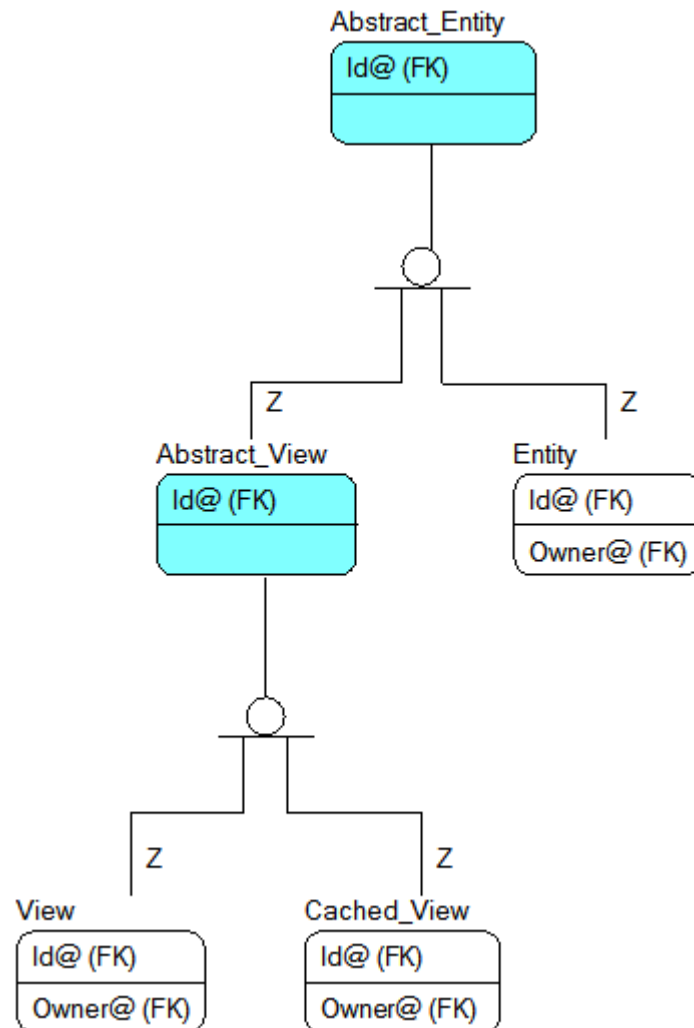 Abstract_Entity
Id@ (FK)
Z
Z
Abstract_View
Id@ (FK)
Entity
Id@ (FK)
Owner@ (FK)
Z
Z
View
Id@ (FK)
Owner@ (FK)
Cached_View
Id@ (FK)
Owner@ (FK)